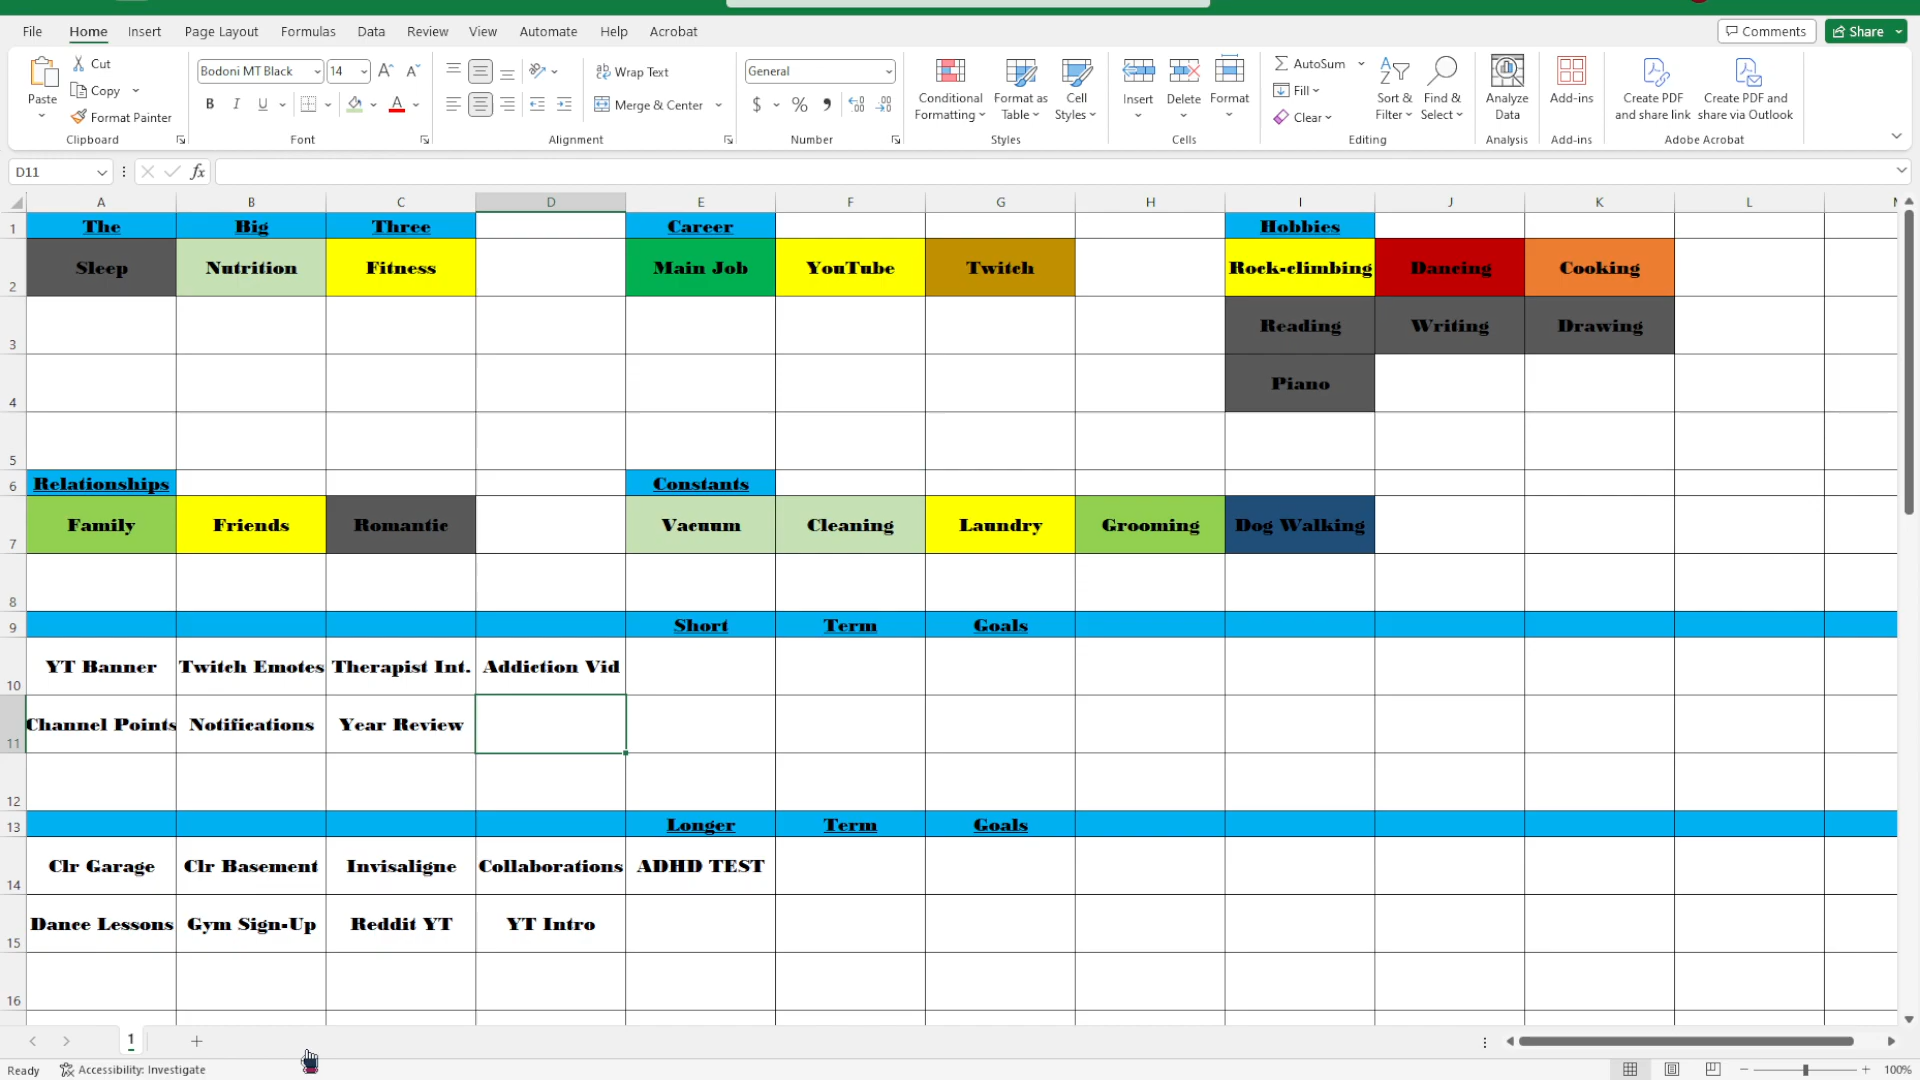 File Home Insert Page Layout Formulas Data Review View Automate Help Acrobat Comments Share
Paste Cut Copy Format Painter Clipboard
Bodoni MT Black 14 B I U A Font
Wrap Text Merge & Center Alignment
General $ % Number
Conditional Formatting Format as Table Cell Styles Styles
Insert Delete Format Cells
AutoSum Fill Clear Sort & Filter Find & Select Editing
Analyze Data Analysis
Add-ins Add-ins
Create PDF and share link Create PDF and share via Outlook Adobe Acrobat
D11 fx
A B C D E F G H I J K L
1 The Big Three Career Hobbies
2 Sleep Nutrition Fitness Main Job YouTube Twitch Rock-climbing Dancing Cooking
3 Reading Writing Drawing
4 Piano
5
6 Relationships Constants
7 Family Friends Romantic Vacuum Cleaning Laundry Grooming Dog Walking
8
9 Short Term Goals
10 YT Banner Twitch Emotes Therapist Int. Addiction Vid
11 Channel Points Notifications Year Review
12
13 Longer Term Goals
14 Clr Garage Clr Basement Invisaligne Collaborations ADHD TEST
15 Dance Lessons Gym Sign-Up Reddit YT YT Intro
16
1
Ready Accessibility: Investigate 100%